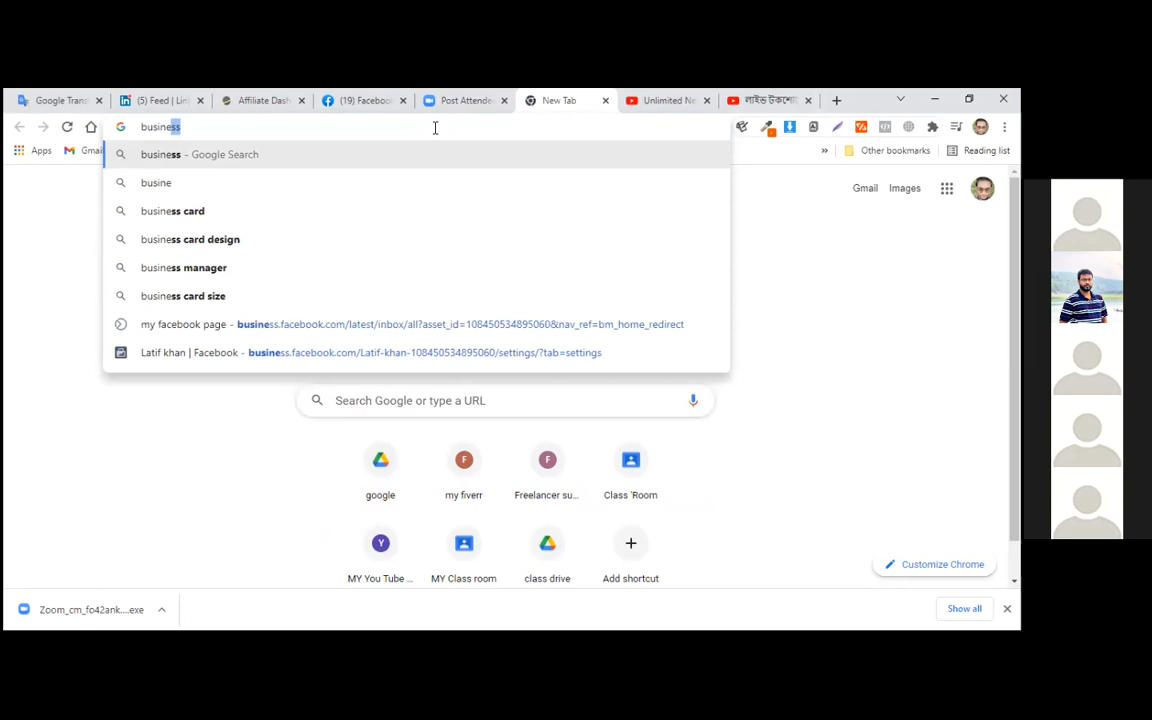 Google Trans
(5) Feed | Lin
Affiliate Dash
(19) Facebook
Post Attende
New Tab
Unlimited Ne
লাইভ টকশো
business
Apps
Gmai
Other bookmarks
Reading list
business - Google Search
busine
business card
business card design
business manager
business card size
my facebook page - business.facebook.com/latest/inbox/all?asset_id=108450534895060&nav_ref=bm_home_redirect
Latif khan | Facebook - business.facebook.com/Latif-khan-108450534895060/settings/?tab=settings
Gmail
Images
Search Google or type a URL
F
F
google
my fiverr
Freelancer su...
Class 'Room
Y
MY You Tube ...
MY Class room
class drive
Add shortcut
Customize Chrome
Zoom_cm_fo42ank....exe
Show all